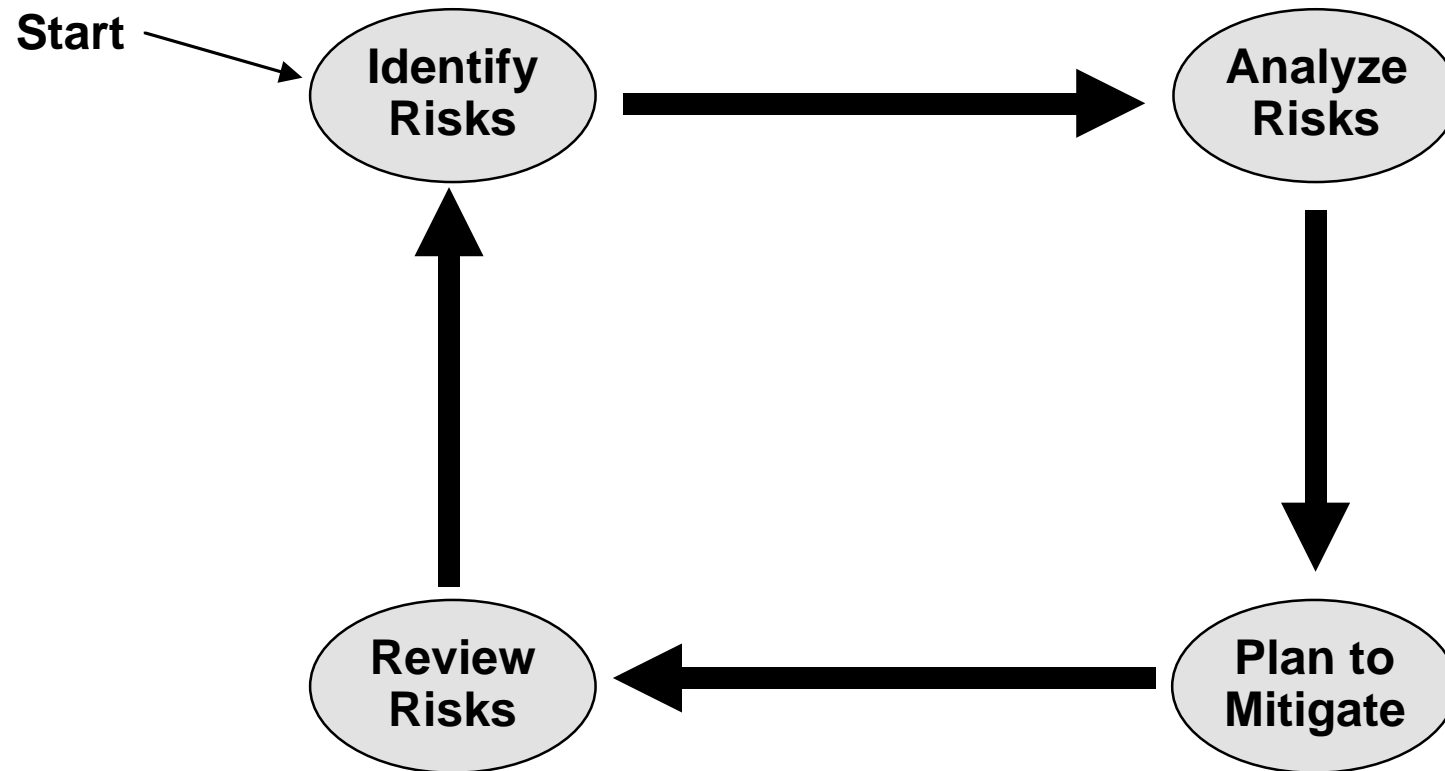 Start
Identify
Risks
Analyze
Risks
Review
Risks
Plan to
Mitigate